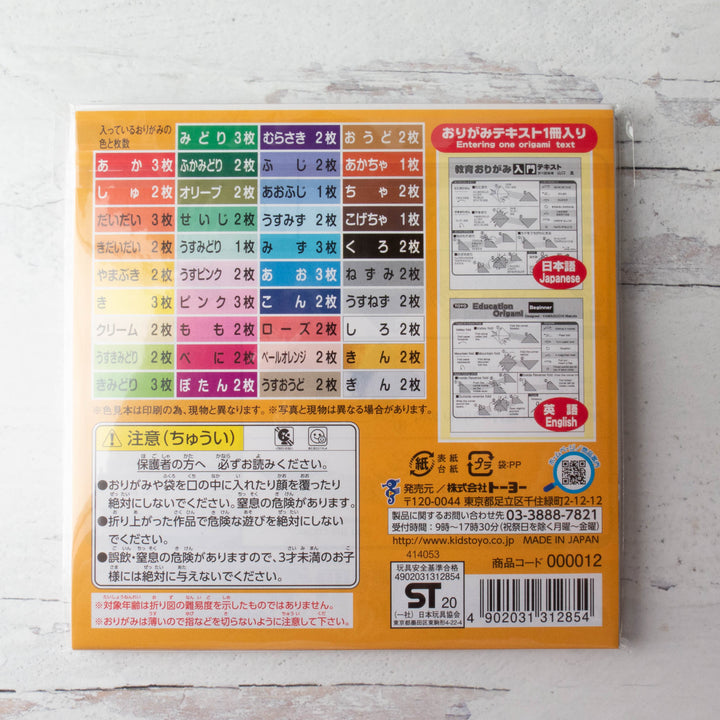 入っているおりがみの
色と枚数
みどり 3枚 むらさき 2枚 おうど 2枚
あか 3枚 ふかみどり 2枚 ふじ 2枚 あかちゃ 1枚
しゅ 2枚 オリーブ 2枚 あおふじ 1枚 ちゃ 2枚
だいだい 3枚 せいじ 2枚 うすみず 2枚 こげちゃ 1枚
きだいだい 2枚 うすみどり 1枚 みず 3枚 くろ 2枚
やまぶき 2枚 うすピンク 2枚 あお 3枚 ねずみ 2枚
き 3枚 ピンク 3枚 こん 2枚 うすねず 2枚
クリーム 2枚 もも 2枚 ローズ 2枚 しろ 2枚
うすきみどり 2枚 べに 2枚 ペールオレンジ 2枚 きん 2枚
きみどり 3枚 ぼたん 2枚 うすおうど 2枚 ぎん 2枚
※色見本は印刷の為、現物と異なります。※写真と現物は異なる場合があります。
おりがみテキスト1冊入り
Entering one origami text
教育おりがみ 入門 テキスト
日本語
Japanese
TOYO Education Origami Beginner
英語
English
注意(ちゅうい)
保護者の方へ 必ずお読みください。
●おりがみや袋を口の中に入れたり顔を覆ったり
絶対にしないでください。窒息の危険があります。
●折り上がった作品で危険な遊びを絶対にしない
でください。
●誤飲・窒息の危険がありますので、3才未満のお子
様には絶対に与えないでください。
※対象年齢は折り図の難易度を示したものではありません。
※おりがみは薄いので指などを切らないように注意して下さい。
紙 表紙
台紙
プラ 袋:PP
発売元/株式会社トーヨー
〒120-0044 東京都足立区千住緑町2-12-12
製品に関するお問い合わせ先 03-3888-7821
受付時間:9時〜17時30分(祝祭日を除く月曜〜金曜)
http://www.kidstoyo.co.jp MADE IN JAPAN
414053
商品コード 000012
玩具安全基準合格
4902031312854
ST 20
(一社)日本玩具協会
東京都墨田区東駒形4-22-4
4 902031 312854